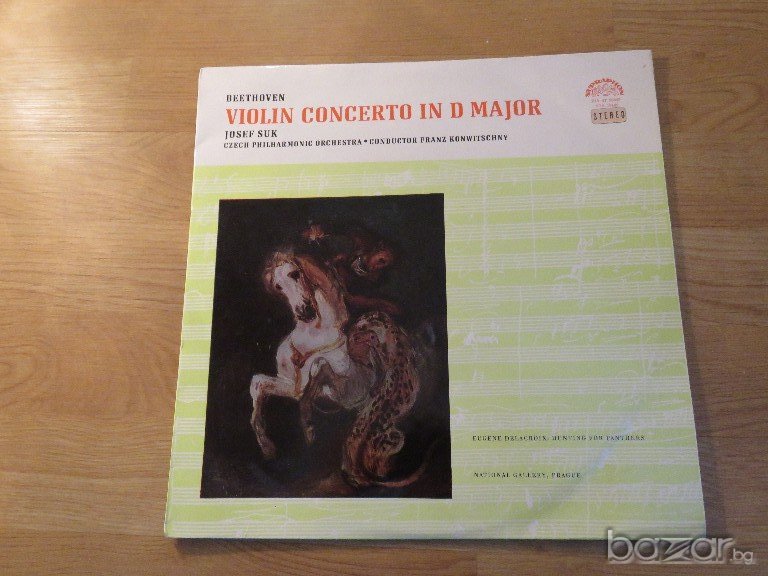 BEETHOVEN
VIOLIN CONCERTO IN D MAJOR
JOSEF SUK
CZECH PHILHARMONIC ORCHESTRA • CONDUCTOR FRANZ KONWITSCHNY
SUPRAPHON
STEREO
EUGENE DELACROIX: HUNTING FOR PANTHERS
NATIONAL GALLERY, PRAGUE
bazar.bg